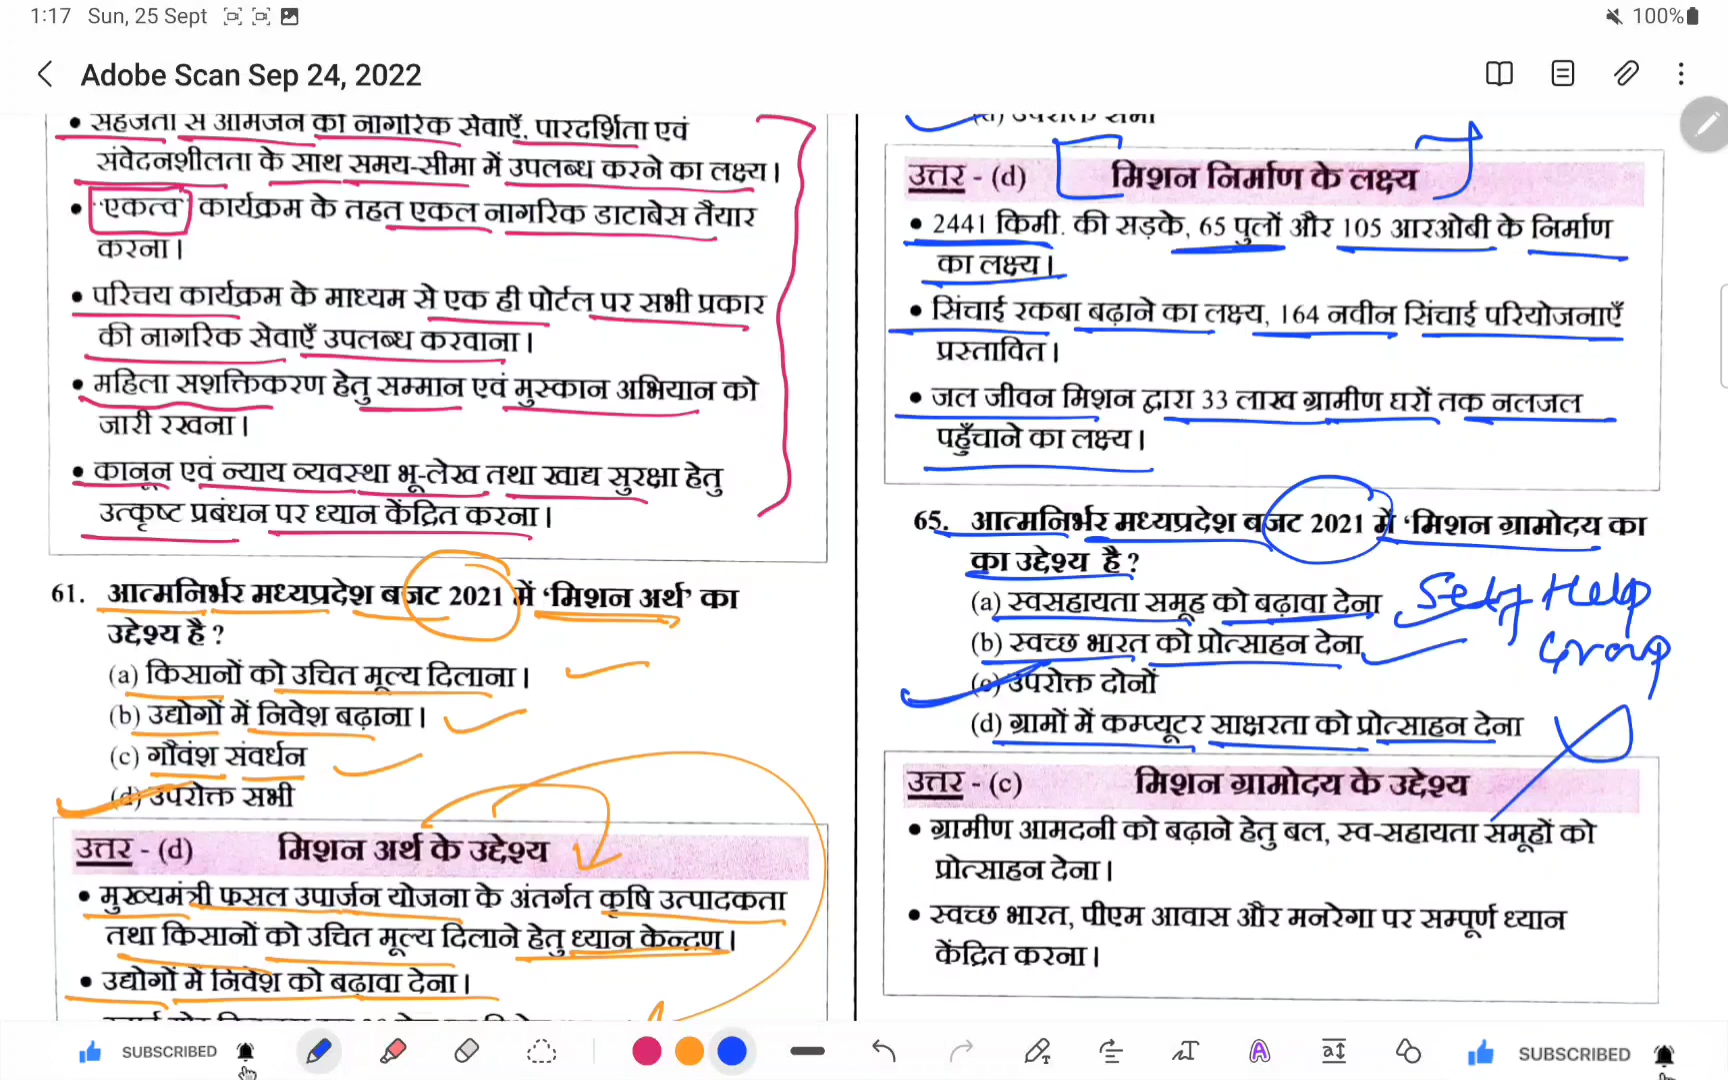 1:17 Sun, 25 Sept
100%
Adobe Scan Sep 24, 2022
• सहजता से आमजन को नागरिक सेवाएँ, पारदर्शिता एवं
संवेदनशीलता के साथ समय-सीमा में उपलब्ध करने का लक्ष्य।
• ''एकत्व' कार्यक्रम के तहत एकल नागरिक डाटाबेस तैयार
करना।
• परिचय कार्यक्रम के माध्यम से एक ही पोर्टल पर सभी प्रकार
की नागरिक सेवाएँ उपलब्ध करवाना।
• महिला सशक्तिकरण हेतु सम्मान एवं मुस्कान अभियान को
जारी रखना।
• कानून एवं न्याय व्यवस्था भू-लेख तथा खाद्य सुरक्षा हेतु
उत्कृष्ट प्रबंधन पर ध्यान केंद्रित करना।
61. आत्मनिर्भर मध्यप्रदेश बजट 2021 में 'मिशन अर्थ' का
उद्देश्य है?
(a) किसानों को उचित मूल्य दिलाना।
(b) उद्योगों में निवेश बढ़ाना।
(c) गौवंश संवर्धन
(d) उपरोक्त सभी
उत्तर - (d) मिशन अर्थ के उद्देश्य
• मुख्यमंत्री फसल उपार्जन योजना के अंतर्गत कृषि उत्पादकता
तथा किसानों को उचित मूल्य दिलाने हेतु ध्यान केन्द्रण।
• उद्योगों में निवेश को बढ़ावा देना।
(d) उपरोक्त सभी
उत्तर - (d) मिशन निर्माण के लक्ष्य
• 2441 किमी. की सड़के, 65 पुलों और 105 आरओबी के निर्माण
का लक्ष्य।
• सिंचाई रकबा बढ़ाने का लक्ष्य, 164 नवीन सिंचाई परियोजनाएँ
प्रस्तावित।
• जल जीवन मिशन द्वारा 33 लाख ग्रामीण घरों तक नलजल
पहुँचाने का लक्ष्य।
65. आत्मनिर्भर मध्यप्रदेश बजट 2021 में 'मिशन ग्रामोदय का
का उद्देश्य है?
(a) स्वसहायता समूह को बढ़ावा देना
Self Help
(b) स्वच्छ भारत को प्रोत्साहन देना
Group
(c) उपरोक्त दोनों
(d) ग्रामों में कम्प्यूटर साक्षरता को प्रोत्साहन देना
उत्तर - (c) मिशन ग्रामोदय के उद्देश्य
• ग्रामीण आमदनी को बढ़ाने हेतु बल, स्व-सहायता समूहों को
प्रोत्साहन देना।
• स्वच्छ भारत, पीएम आवास और मनरेगा पर सम्पूर्ण ध्यान
केंद्रित करना।
SUBSCRIBED
SUBSCRIBED